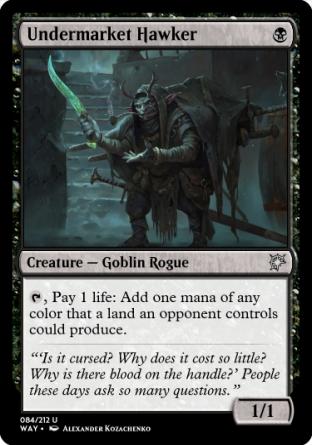 Undermarket Hawker
Creature — Goblin Rogue
, Pay 1 life: Add one mana of any
color that a land an opponent controls
could produce.
“‘Is it cursed? Why does it cost so little?
Why is there blood on the handle?’ People
these days ask so many questions.”
1/1
084/212 U
WAY • Alexander Kozachenko